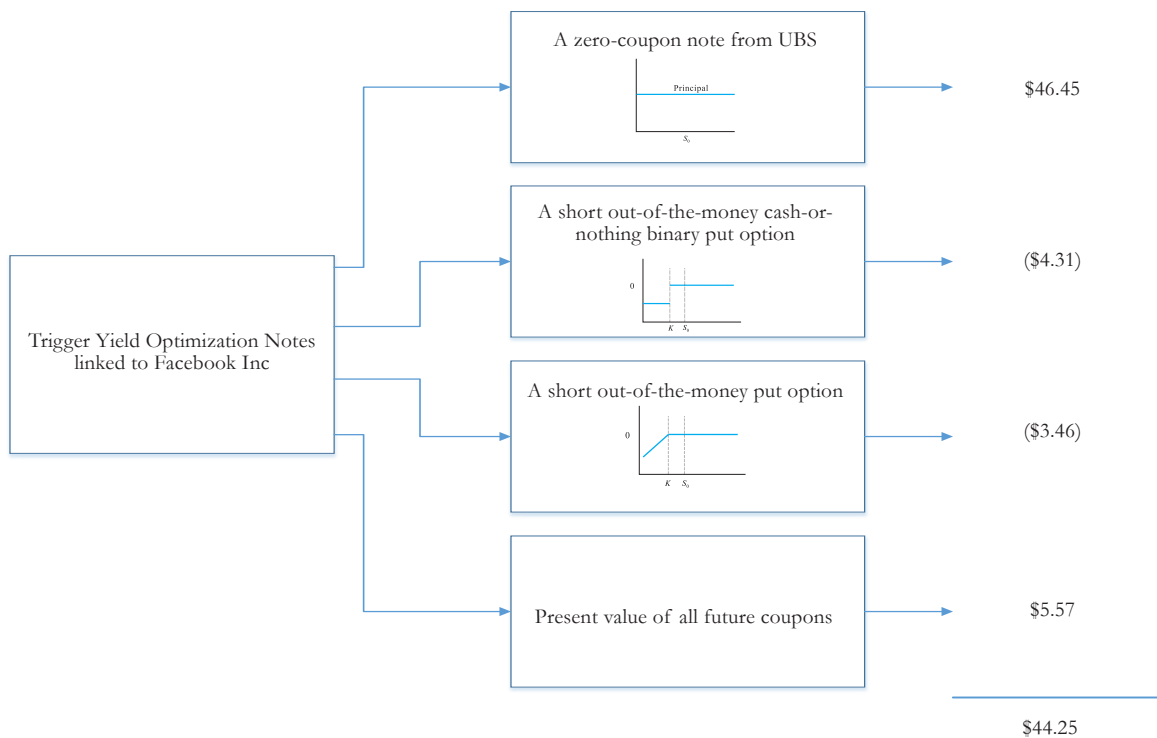 A zero-coupon note from UBS
Principal
S₀
$46.45
A short out-of-the-money cash-or-
nothing binary put option
0
K S₀
($4.31)
Trigger Yield Optimization Notes
linked to Facebook Inc
A short out-of-the-money put option
0
K S₀
($3.46)
Present value of all future coupons
$5.57
$44.25